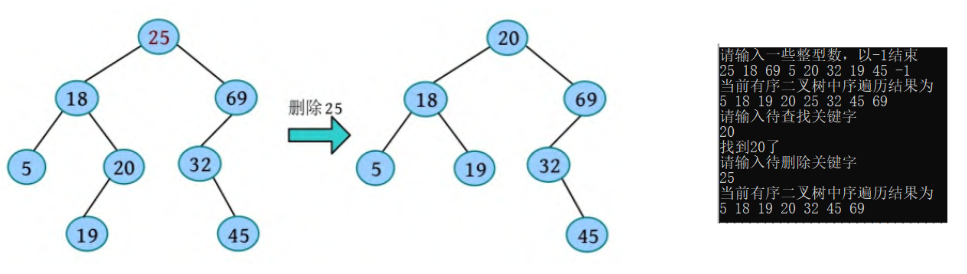 25
18
69
5
20
32
19
45
删除25
20
18
69
5
19
32
45
请输入一些整型数，以-1结束
25 18 69 5 20 32 19 45 -1
当前有序二叉树中序遍历结果为
5 18 19 20 25 32 45 69
请输入待查找关键字
20
找到20了
请输入待删除关键字
25
当前有序二叉树中序遍历结果为
5 18 19 20 32 45 69